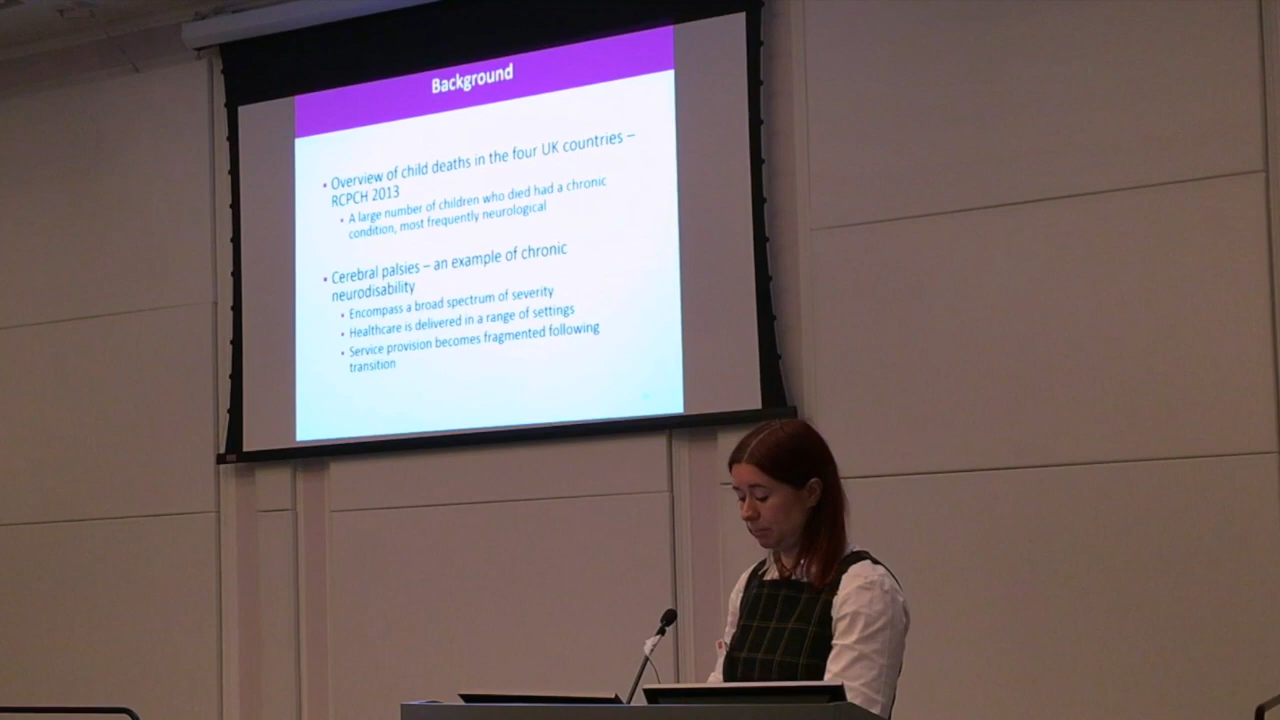 Background
• Overview of child deaths in the four UK countries –
RCPCH 2013
• A large number of children who died had a chronic
condition, most frequently neurological
• Cerebral palsies – an example of chronic
neurodisability
• Encompass a broad spectrum of severity
• Healthcare is delivered in a range of settings
• Service provision becomes fragmented following
transition